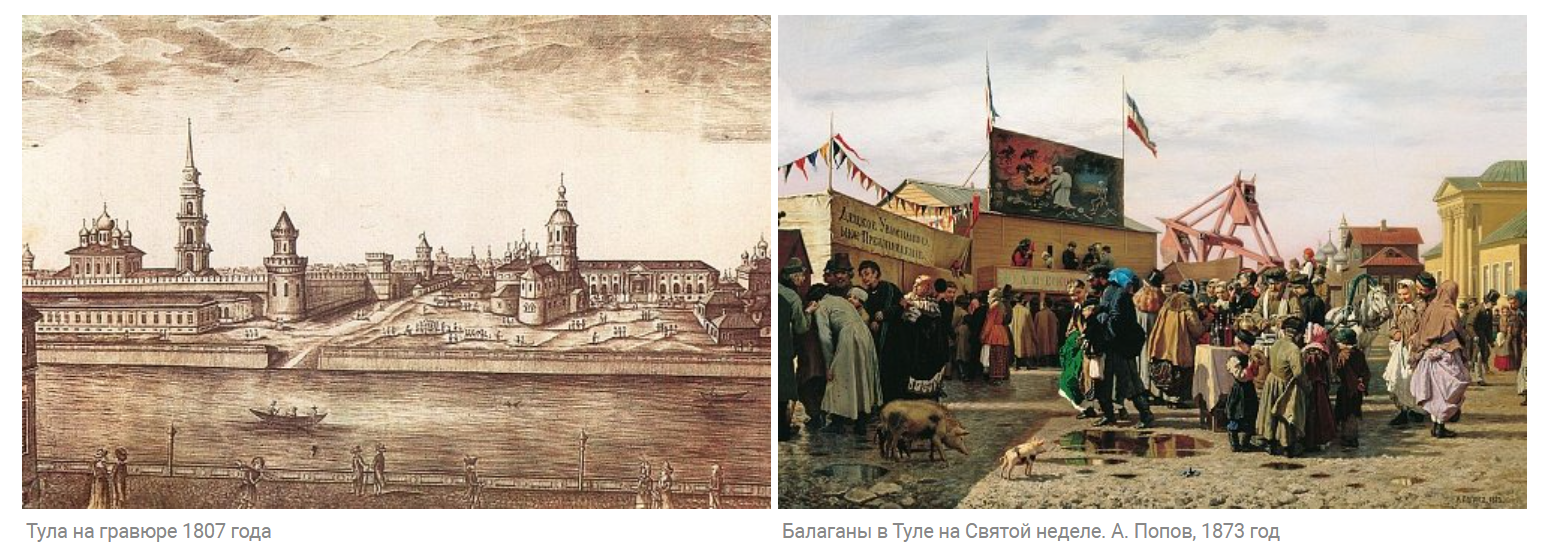 Тула на гравюре 1807 года
Балаганы в Туле на Святой неделе. А. Попов, 1873 год